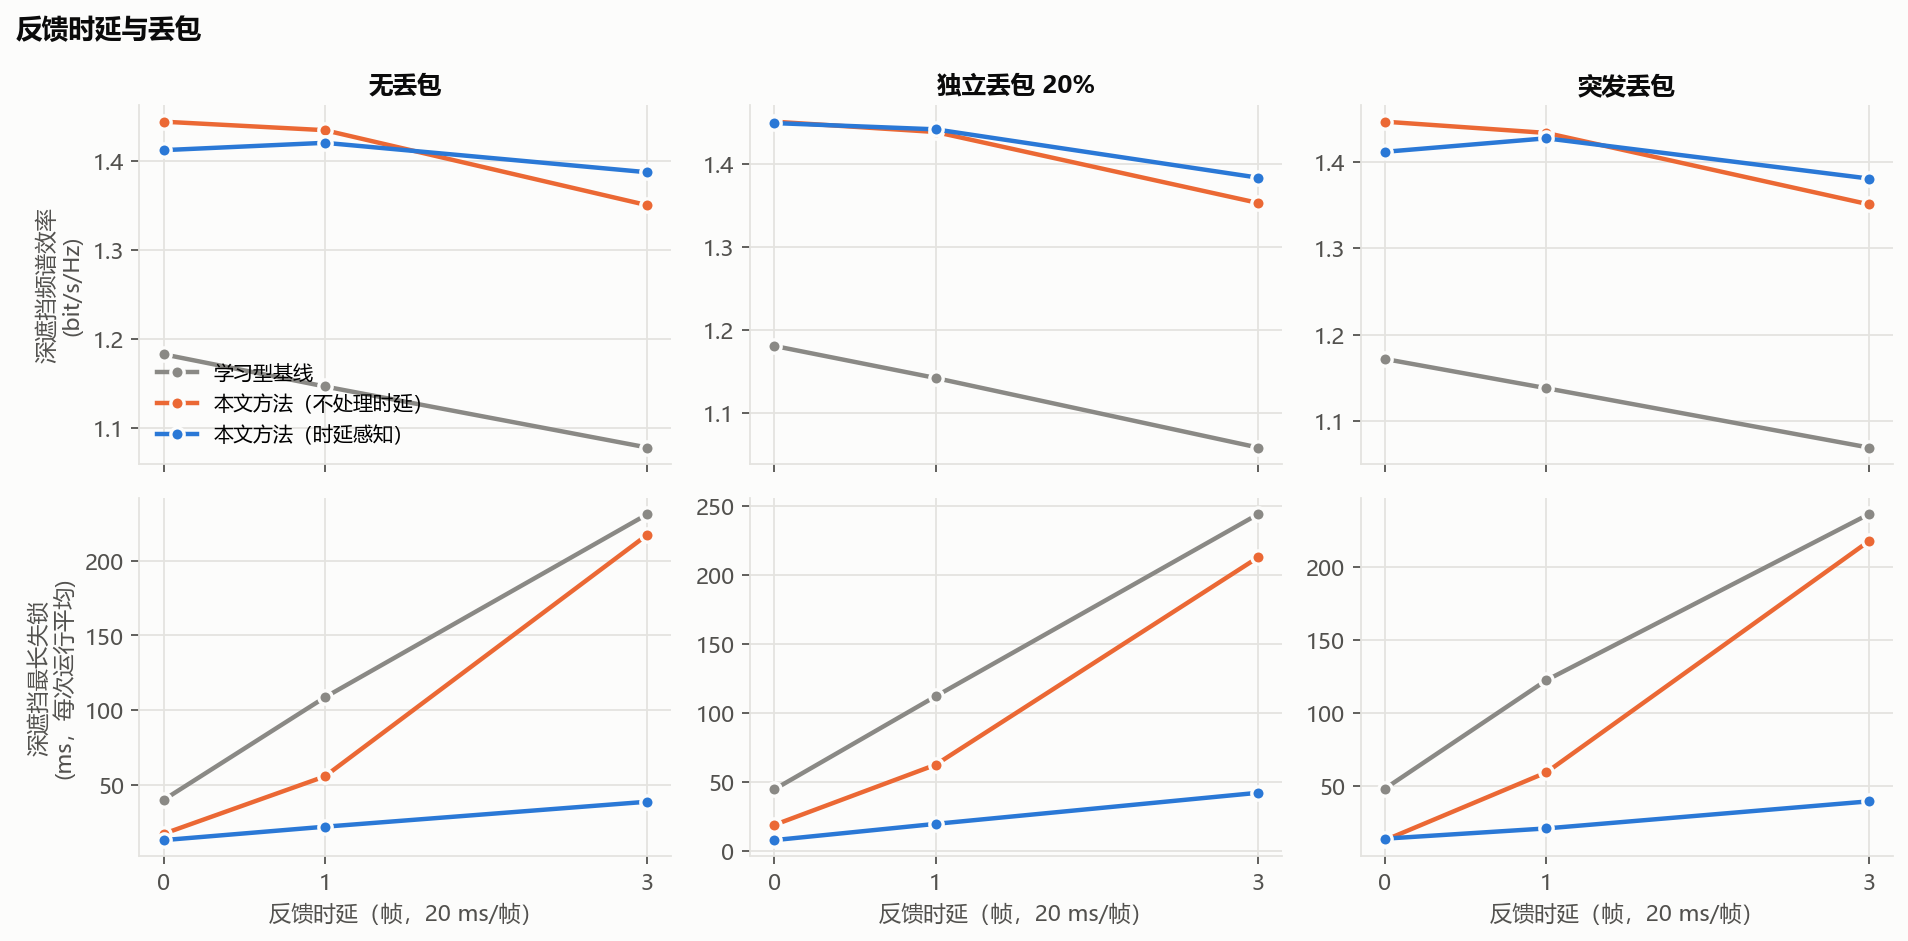 反馈时延与丢包
无丢包
独立丢包 20%
突发丢包
深遮挡频谱效率
(bit/s/Hz)
1.4
1.3
1.2
1.1
学习型基线
本文方法（不处理时延）
本文方法（时延感知）
1.4
1.3
1.2
1.1
1.4
1.3
1.2
1.1
深遮挡最长失锁
(ms，每次运行平均)
200
150
100
50
0
1
3
反馈时延（帧，20 ms/帧）
250
200
150
100
50
0
0
1
3
反馈时延（帧，20 ms/帧）
200
150
100
50
0
1
3
反馈时延（帧，20 ms/帧）